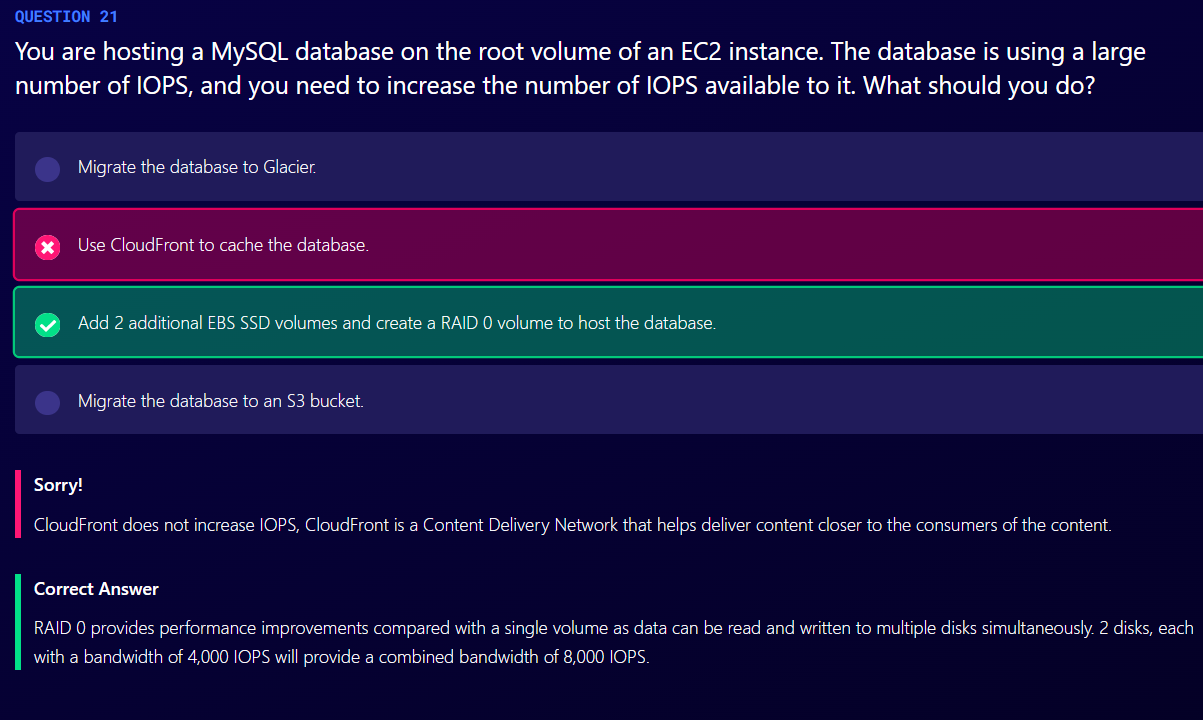 QUESTION 21
You are hosting a MySQL database on the root volume of an EC2 instance. The database is using a large
number of IOPS, and you need to increase the number of IOPS available to it. What should you do?
Migrate the database to Glacier.
Use CloudFront to cache the database.
Add 2 additional EBS SSD volumes and create a RAID 0 volume to host the database.
Migrate the database to an S3 bucket.
Sorry!
CloudFront does not increase IOPS, CloudFront is a Content Delivery Network that helps deliver content closer to the consumers of the content.
Correct Answer
RAID 0 provides performance improvements compared with a single volume as data can be read and written to multiple disks simultaneously. 2 disks, each
with a bandwidth of 4,000 IOPS will provide a combined bandwidth of 8,000 IOPS.